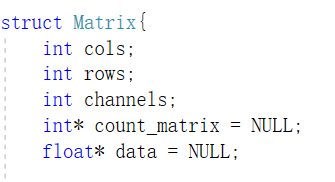 struct Matrix{
    int cols;
    int rows;
    int channels;
    int* count_matrix = NULL;
    float* data = NULL;